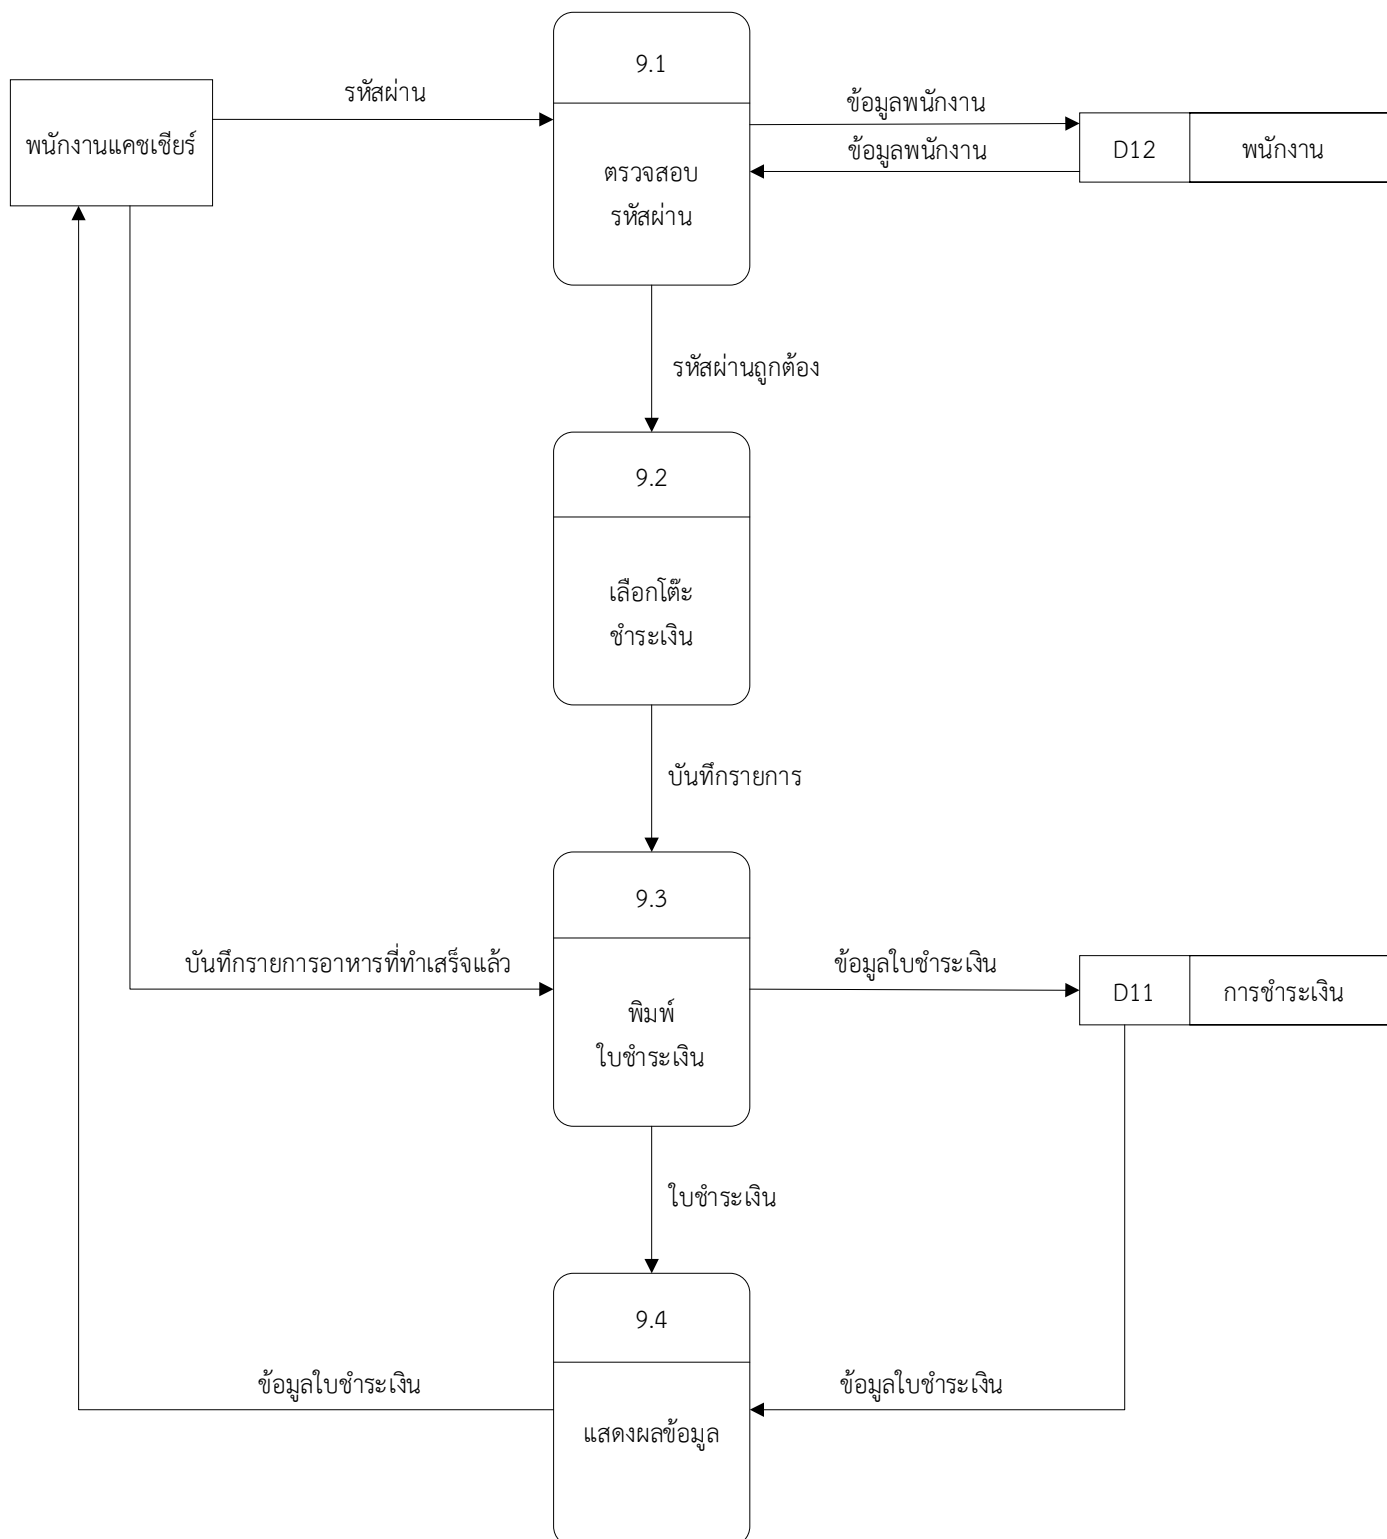 9.1
รหัสผ่าน
ข้อมูลพนักงาน
พนักงานแคชเชียร์
ข้อมูลพนักงาน
D12
พนักงาน
ตรวจสอบ
รหัสผ่าน
รหัสผ่านถูกต้อง
9.2
เลือกโต๊ะ
ชำระเงิน
บันทึกรายการ
9.3
บันทึกรายการอาหารที่ทำเสร็จแล้ว
ข้อมูลใบชำระเงิน
D11
การชำระเงิน
พิมพ์
ใบชำระเงิน
ใบชำระเงิน
9.4
ข้อมูลใบชำระเงิน
ข้อมูลใบชำระเงิน
แสดงผลข้อมูล